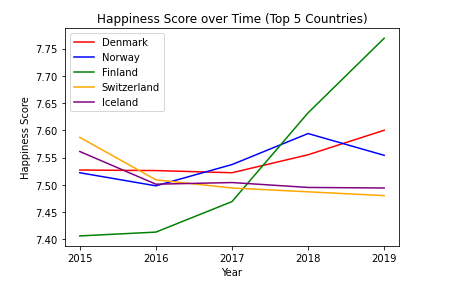 Happiness Score over Time (Top 5 Countries)
Denmark
Norway
Finland
Switzerland
Iceland
Happiness Score
7.75
7.70
7.65
7.60
7.55
7.50
7.45
7.40
2015 2016 2017 2018 2019
Year